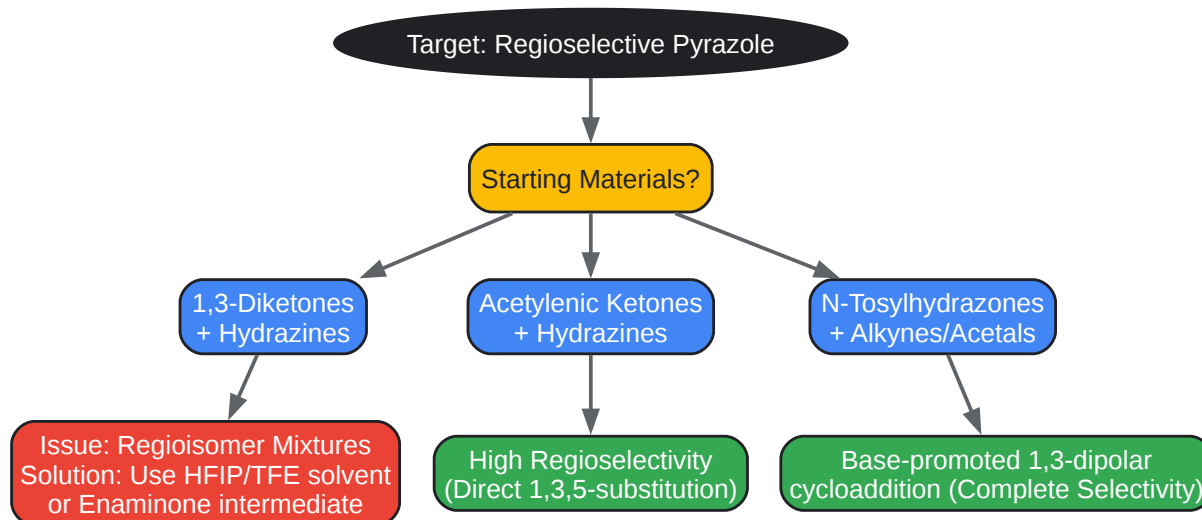 Target: Regioselective Pyrazole
Starting Materials?
1,3-Diketones
+ Hydrazines
Acetylenic Ketones
+ Hydrazines
N-Tosylhydrazones
+ Alkynes/Acetals
Issue: Regioisomer Mixtures
Solution: Use HFIP/TFE solvent
or Enaminone intermediate
High Regioselectivity
(Direct 1,3,5-substitution)
Base-promoted 1,3-dipolar
cycloaddition (Complete Selectivity)